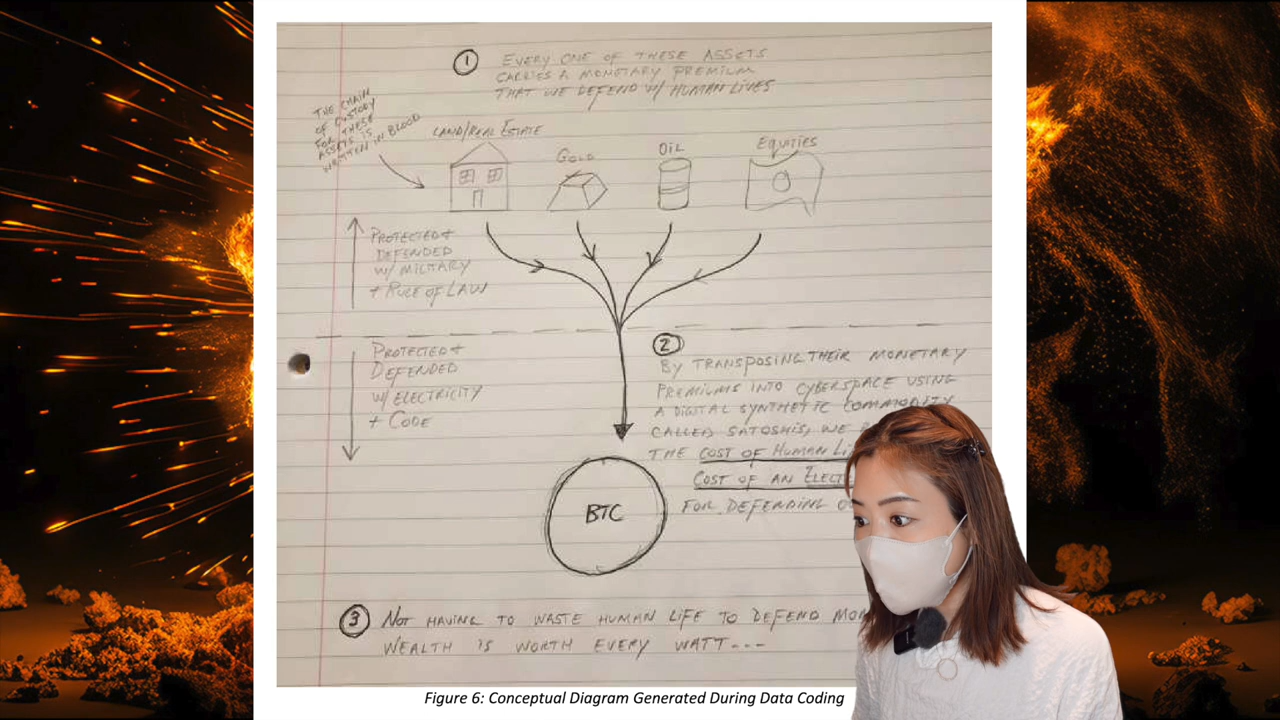 ① EVERY ONE OF THESE ASSETS
CARRIES A MONETARY PREMIUM
THAT WE DEFEND W/ HUMAN LIVES
THE CHAIN
OF CUSTODY
FOR THESE
ASSETS IS
WRITTEN IN BLOOD
LAND/REAL ESTATE
GOLD
OIL
EQUITIES
PROTECTED +
DEFENDED
W/ MILITARY
+ RULE OF LAW
PROTECTED +
DEFENDED
W/ ELECTRICITY
+ CODE
②
BY TRANSPOSING THEIR MONETARY
PREMIUMS INTO CYBERSPACE USING
A DIGITAL SYNTHETIC COMMODITY
CALLED SATOSHIS, WE
THE COST OF HUMAN
COST OF AN
FOR DEFENDING
BTC
③ NOT HAVING TO WASTE HUMAN LIFE TO DEFEND
WEALTH IS WORTH EVERY WATT---
Figure 6: Conceptual Diagram Generated During Data Coding